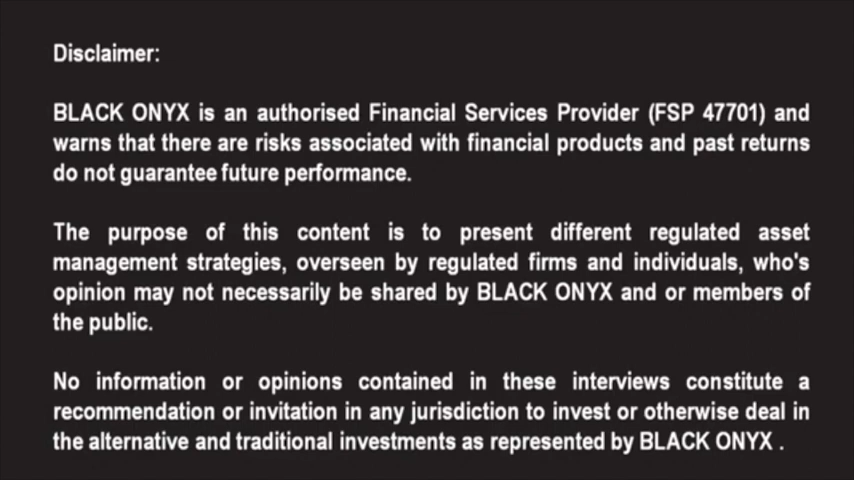 Disclaimer:
BLACK ONYX is an authorised Financial Services Provider (FSP 47701) and
warns that there are risks associated with financial products and past returns
do not guarantee future performance.
The purpose of this content is to present different regulated asset
management strategies, overseen by regulated firms and individuals, who's
opinion may not necessarily be shared by BLACK ONYX and or members of
the public.
No information or opinions contained in these interviews constitute a
recommendation or invitation in any jurisdiction to invest or otherwise deal in
the alternative and traditional investments as represented by BLACK ONYX .